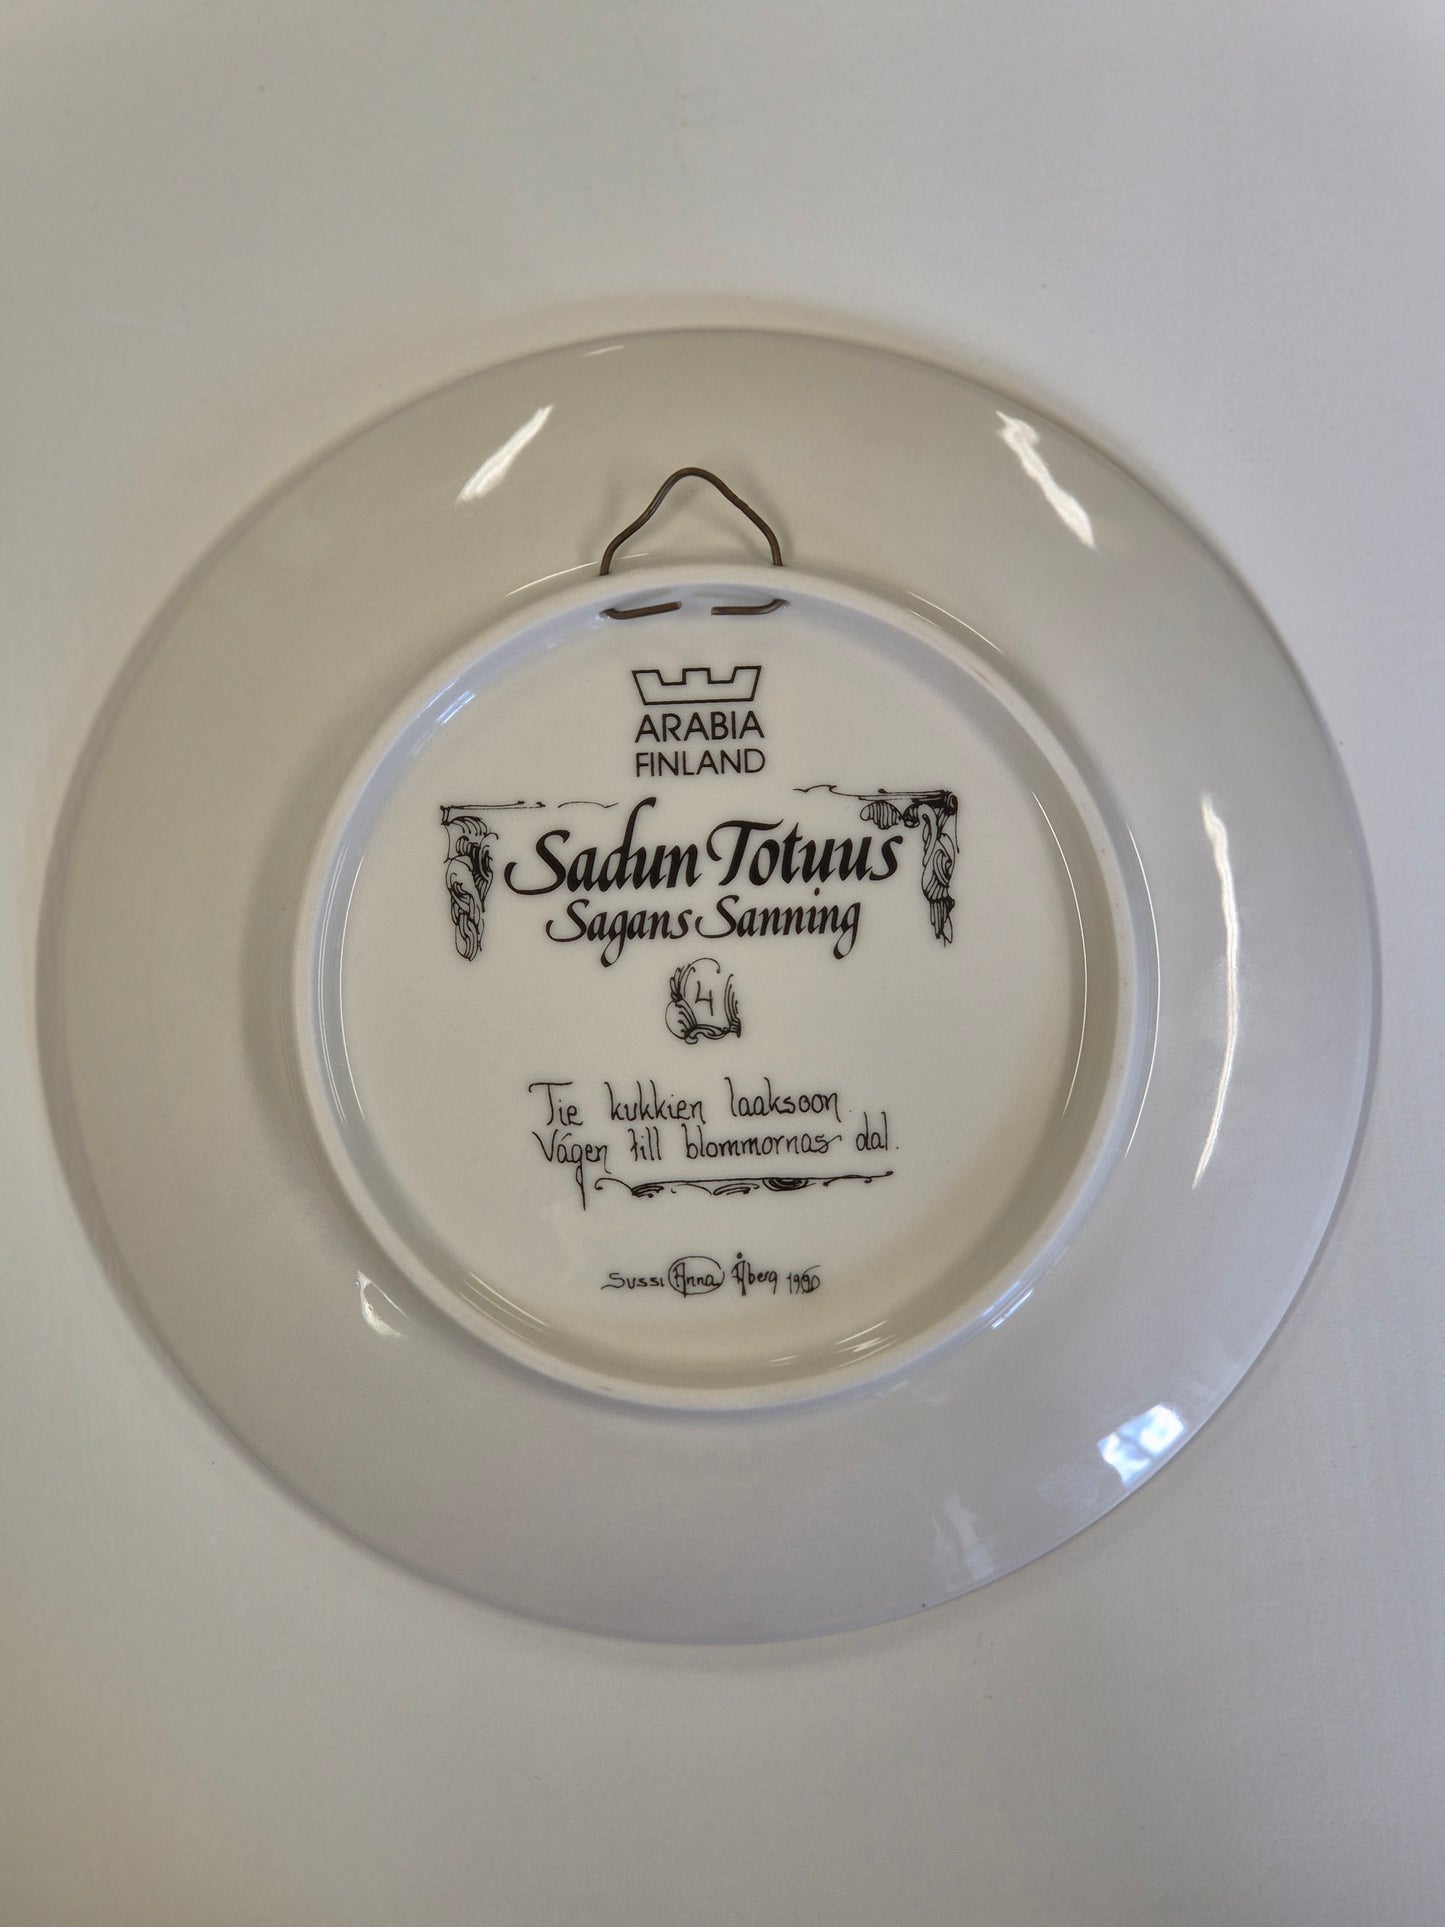 ARABIA
FINLAND
Sadun Totuus
Sagans Sanning
4
Tie kukkien laaksoon.
Vägen till blommornas dal.
Sussi Anna Åberg 1990